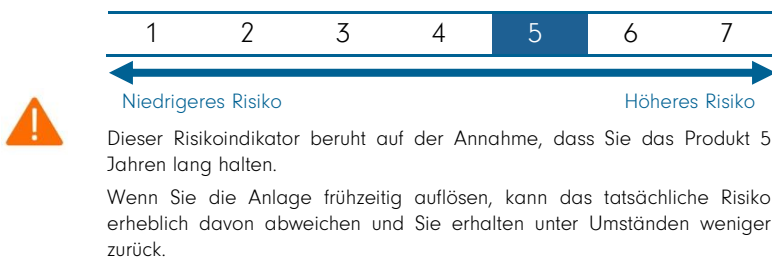 1 2 3 4 5 6 7
Niedrigeres Risiko Höheres Risiko
Dieser Risikoindikator beruht auf der Annahme, dass Sie das Produkt 5
Jahren lang halten.
Wenn Sie die Anlage frühzeitig auflösen, kann das tatsächliche Risiko
erheblich davon abweichen und Sie erhalten unter Umständen weniger
zurück.